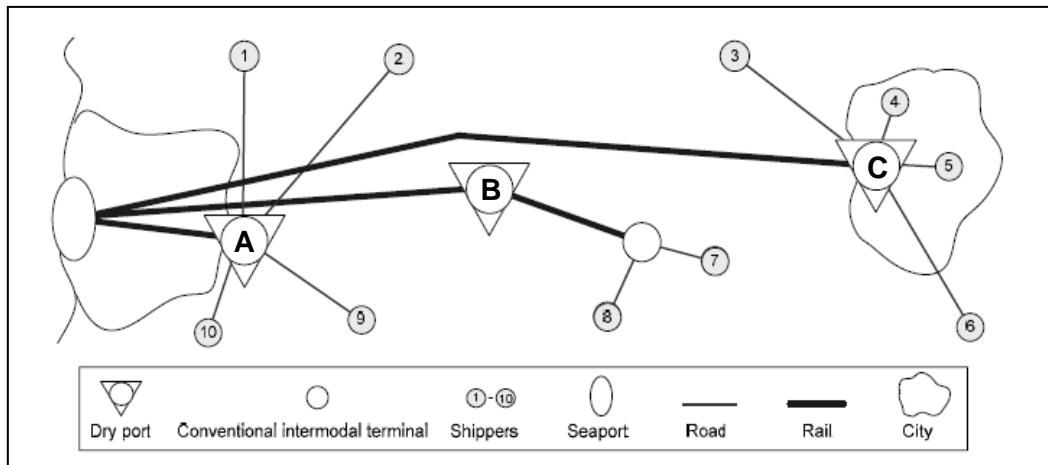 1
2
3
4
5
6
7
8
9
10
A
B
C
1 - 10
Dry port
Conventional intermodal terminal
Shippers
Seaport
Road
Rail
City